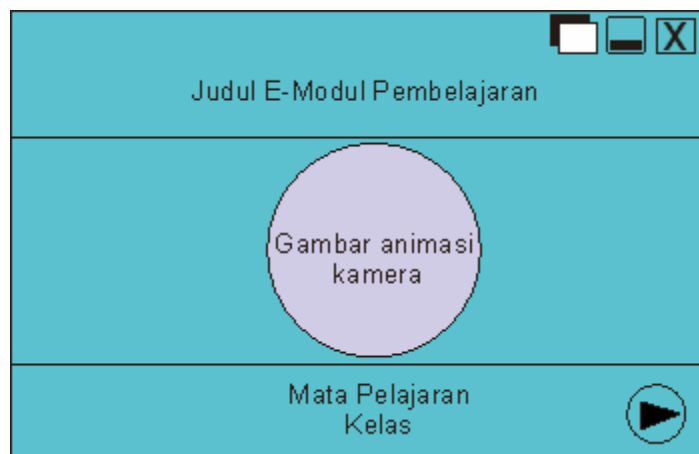 X
Judul E-Modul Pembelajaran
Gambar animasi
kamera
Mata Pelajaran
Kelas